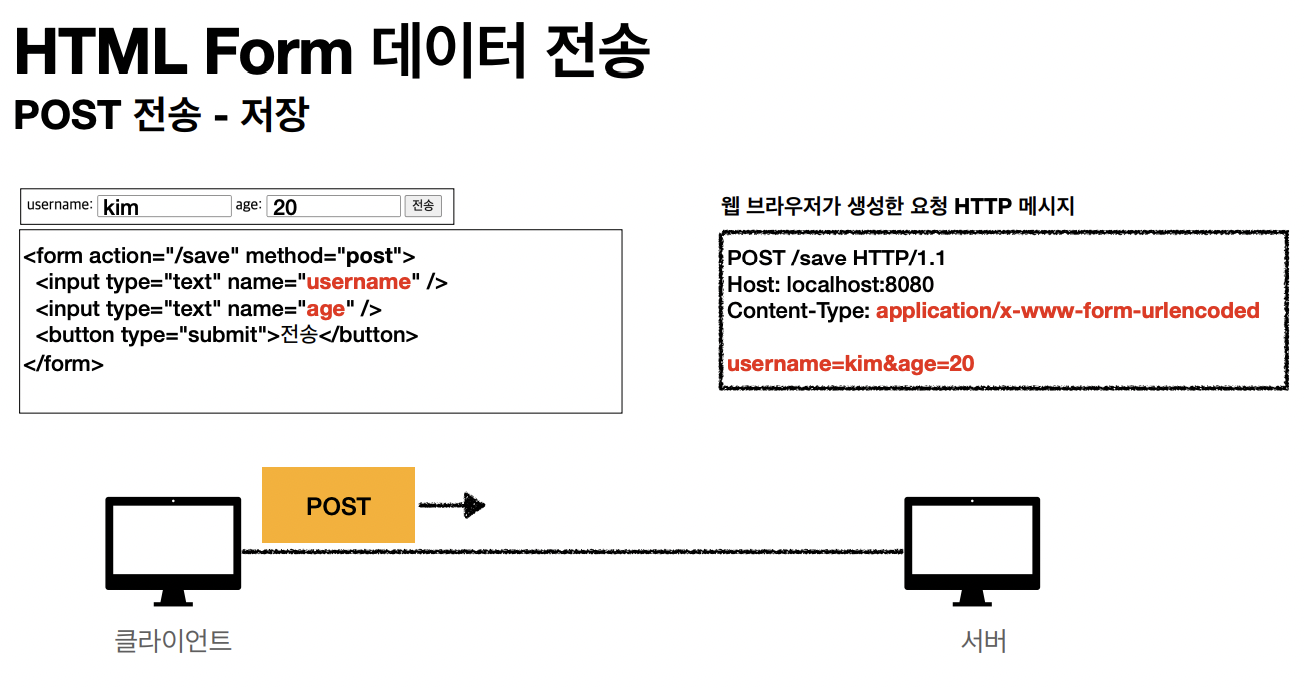 HTML Form 데이터 전송
POST 전송 - 저장
username: kim age: 20 전송
<form action="/save" method="post">
<input type="text" name="username" />
<input type="text" name="age" />
<button type="submit">전송</button>
</form>
웹 브라우저가 생성한 요청 HTTP 메시지
POST /save HTTP/1.1
Host: localhost:8080
Content-Type: application/x-www-form-urlencoded
username=kim&age=20
POST
클라이언트
서버